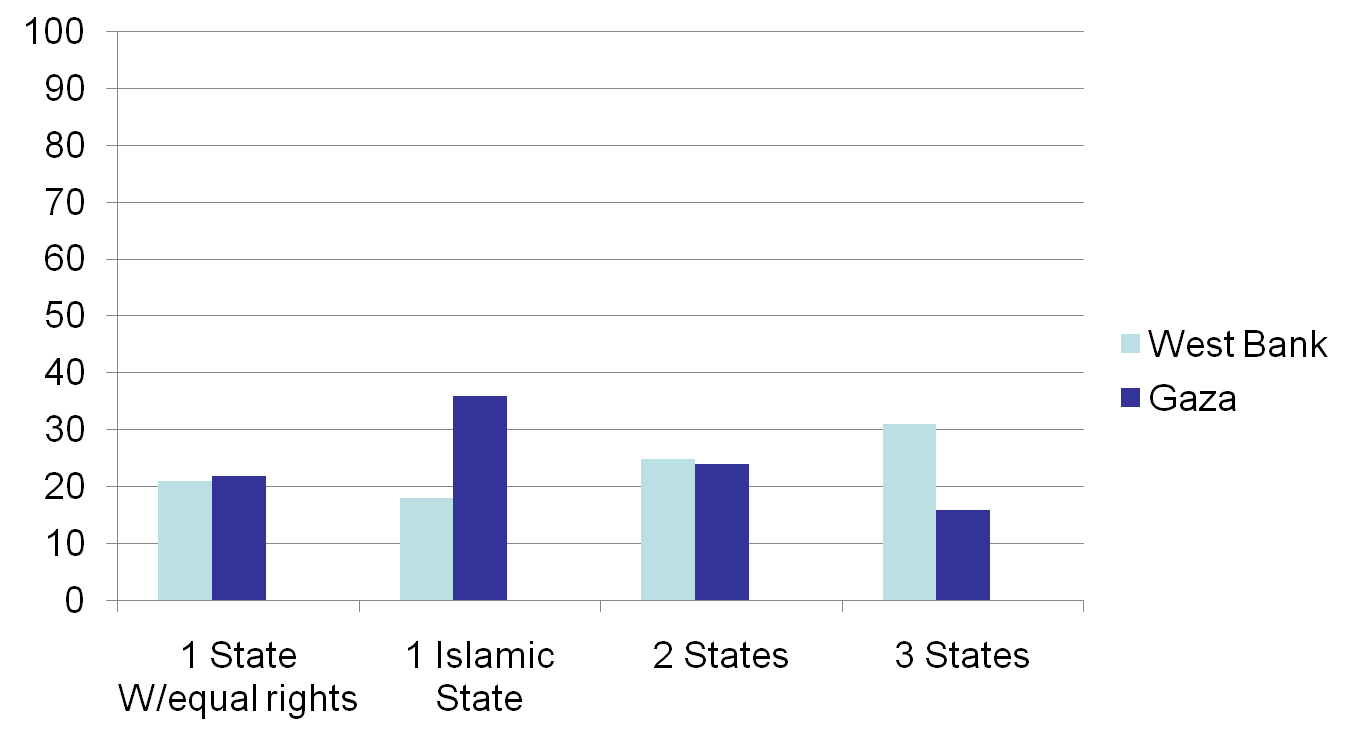 100
90
80
70
60
50
40
30
20
10
0
1 State
W/equal rights
1 Islamic
State
2 States
3 States
West Bank
Gaza